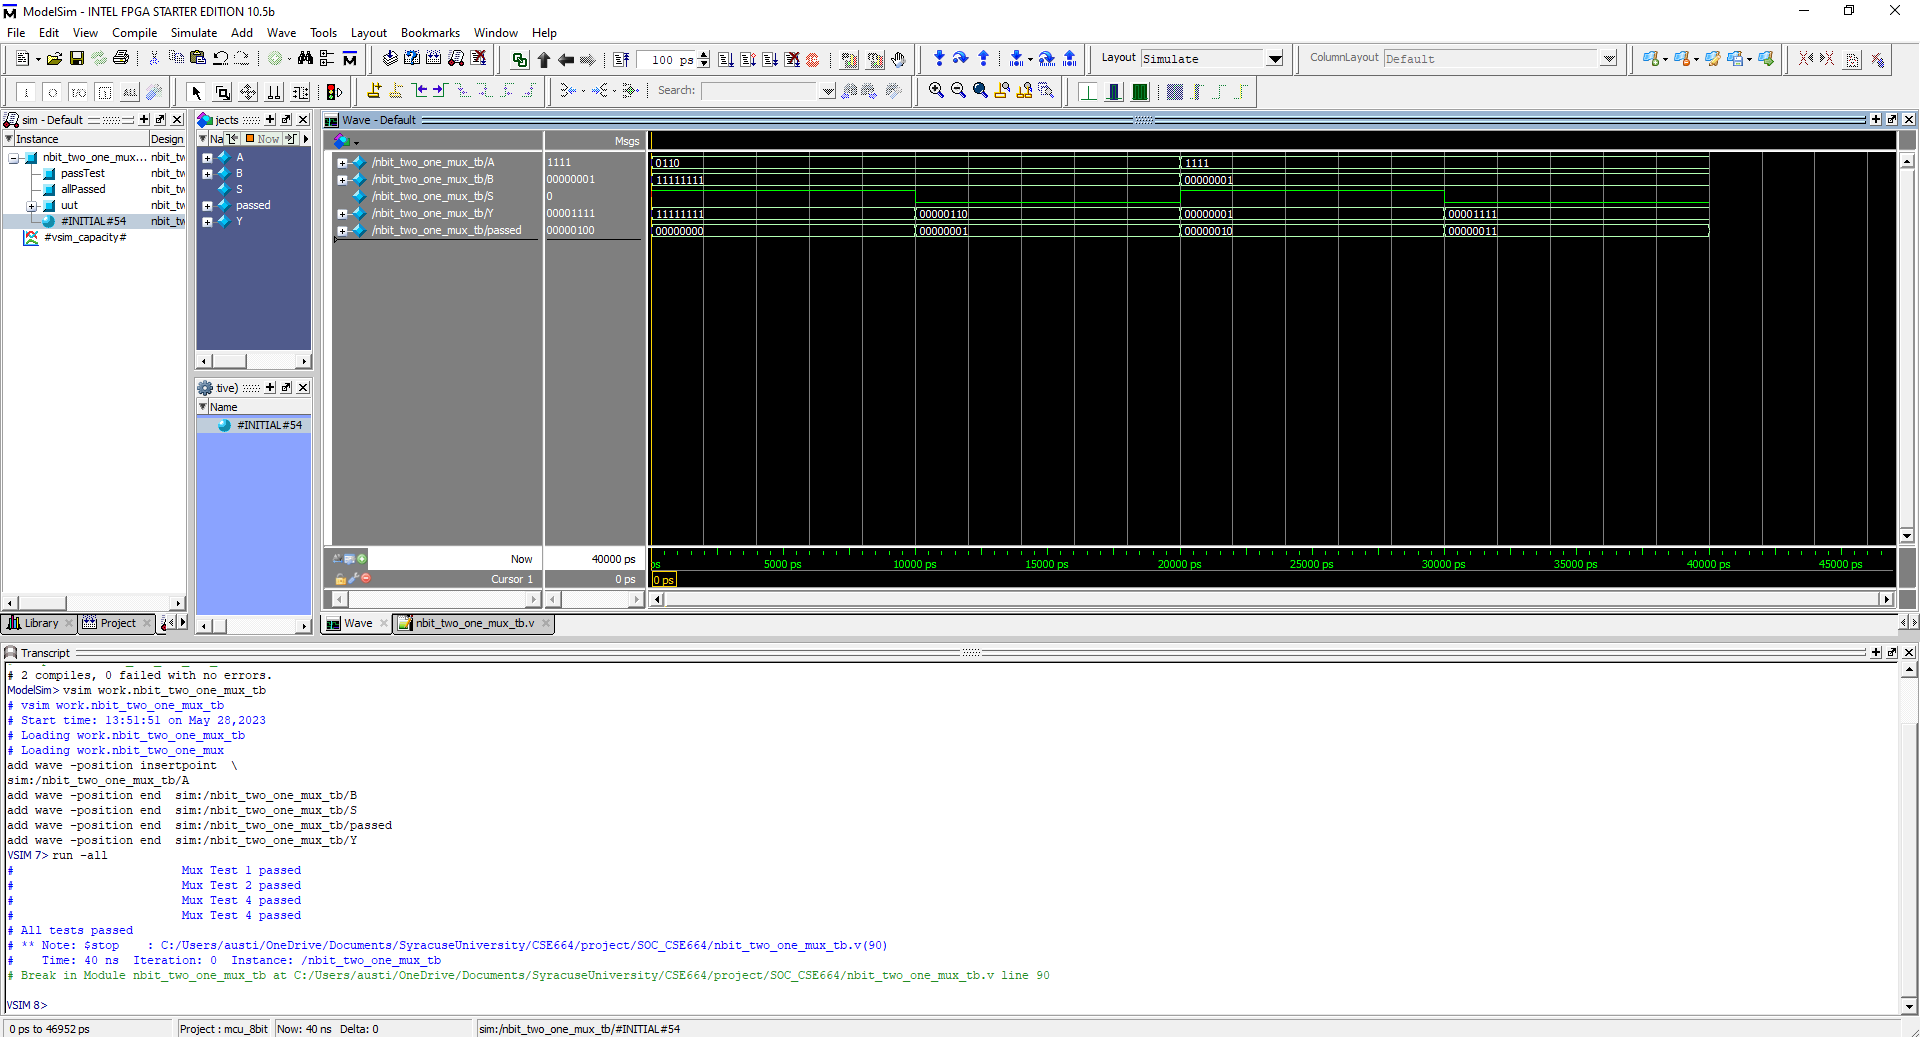 ModelSim - INTEL FPGA STARTER EDITION 10.5b
File Edit View Compile Simulate Add Wave Tools Layout Bookmarks Window Help
100 ps
Layout Simulate
ColumnLayout Default
Search:
sim - Default
Instance Design
nbit_two_one_mux... nbit_tw
passTest nbit_tw
allPassed nbit_tw
uut nbit_tw
#INITIAL#54 nbit_tw
#vsim_capacity#
Library Project
jects
Na Now
A
B
S
passed
Y
tive)
Name
#INITIAL#54
Wave - Default
Msgs
/nbit_two_one_mux_tb/A 1111 0110 1111
/nbit_two_one_mux_tb/B 00000001 11111111 00000001
/nbit_two_one_mux_tb/S 0
/nbit_two_one_mux_tb/Y 00001111 11111111 00000110 00000001 00001111
/nbit_two_one_mux_tb/passed 00000100 00000000 00000001 00000010 00000011
Now 40000 ps ps 5000 ps 10000 ps 15000 ps 20000 ps 25000 ps 30000 ps 35000 ps 40000 ps 45000 ps
Cursor 1 0 ps 0 ps
Wave nbit_two_one_mux_tb.v
Transcript
# 2 compiles, 0 failed with no errors.
ModelSim> vsim work.nbit_two_one_mux_tb
# vsim work.nbit_two_one_mux_tb
# Start time: 13:51:51 on May 28,2023
# Loading work.nbit_two_one_mux_tb
# Loading work.nbit_two_one_mux
add wave -position insertpoint \
sim:/nbit_two_one_mux_tb/A
add wave -position end sim:/nbit_two_one_mux_tb/B
add wave -position end sim:/nbit_two_one_mux_tb/S
add wave -position end sim:/nbit_two_one_mux_tb/passed
add wave -position end sim:/nbit_two_one_mux_tb/Y
VSIM 7> run -all
# Mux Test 1 passed
# Mux Test 2 passed
# Mux Test 4 passed
# Mux Test 4 passed
# All tests passed
# ** Note: $stop : C:/Users/austi/OneDrive/Documents/SyracuseUniversity/CSE664/project/SOC_CSE664/nbit_two_one_mux_tb.v(90)
# Time: 40 ns Iteration: 0 Instance: /nbit_two_one_mux_tb
# Break in Module nbit_two_one_mux_tb at C:/Users/austi/OneDrive/Documents/SyracuseUniversity/CSE664/project/SOC_CSE664/nbit_two_one_mux_tb.v line 90
VSIM 8>
0 ps to 46952 ps Project : mcu_8bit Now: 40 ns Delta: 0 sim:/nbit_two_one_mux_tb/#INITIAL#54